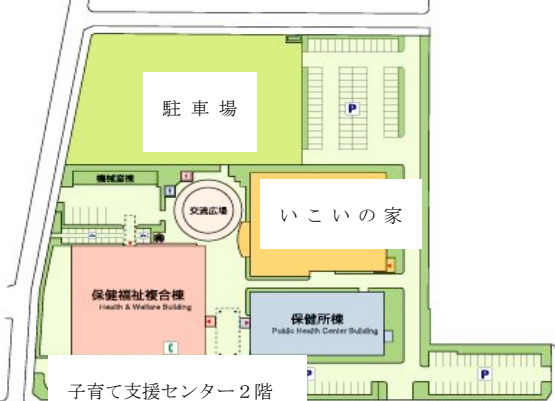 駐車場
P
機械室棟
交流広場
いこいの家
保健福祉複合棟
Health & Welfare Building
保健所棟
Public Health Center Building
子育て支援センター２階
P
P